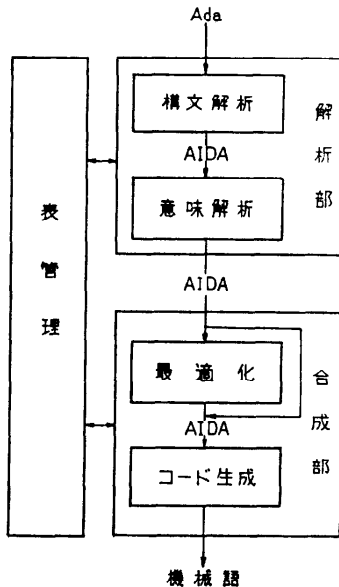 Ada
構文解析
AIDA
意味解析
解析部
表管理
AIDA
最適化
AIDA
コード生成
合成部
機械語